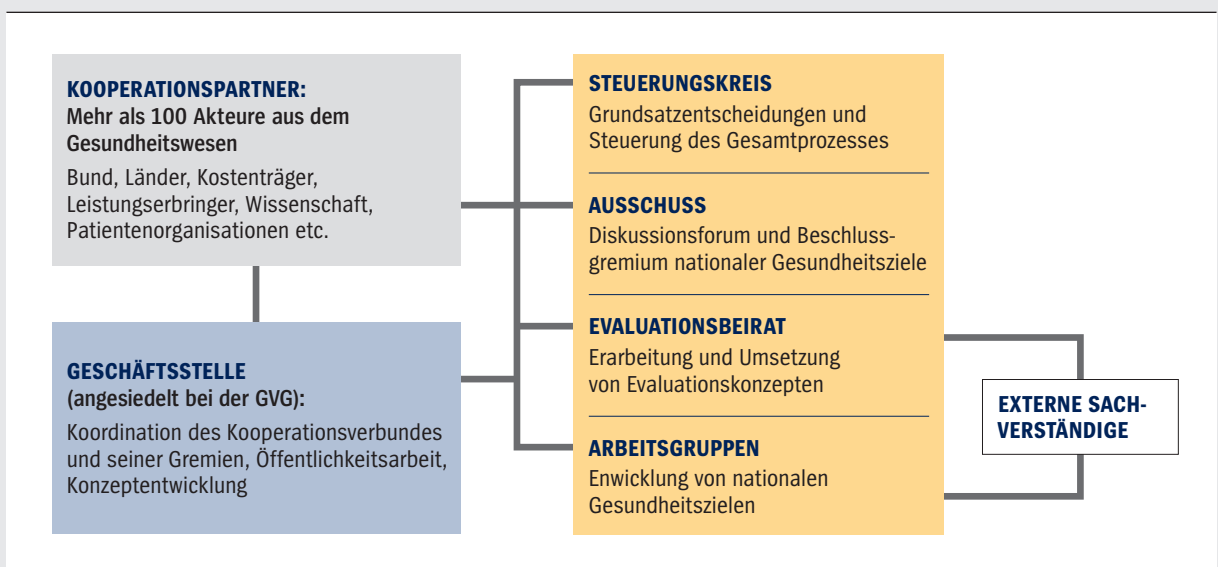 KOOPERATIONSPARTNER:
Mehr als 100 Akteure aus dem
Gesundheitswesen
Bund, Länder, Kostenträger,
Leistungserbringer, Wissenschaft,
Patientenorganisationen etc.
GESCHÄFTSSTELLE
(angesiedelt bei der GVG):
Koordination des Kooperationsverbundes
und seiner Gremien, Öffentlichkeitsarbeit,
Konzeptentwicklung
STEUERUNGSKREIS
Grundsatzentscheidungen und
Steuerung des Gesamtprozesses
AUSSCHUSS
Diskussionsforum und Beschluss-
gremium nationaler Gesundheitsziele
EVALUATIONSBEIRAT
Erarbeitung und Umsetzung
von Evaluationskonzepten
ARBEITSGRUPPEN
Enwicklung von nationalen
Gesundheitszielen
EXTERNE SACH-
VERSTÄNDIGE